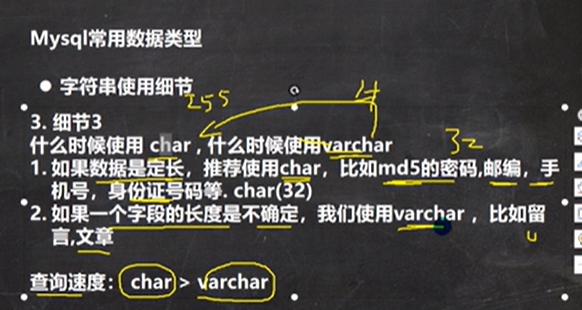 Mysql常用数据类型
● 字符串使用细节
255
3. 细节3
什么时候使用 char , 什么时候使用varchar
32
1. 如果数据是定长，推荐使用char，比如md5的密码,邮编，手
机号，身份证号码等. char(32)
2. 如果一个字段的长度是不确定，我们使用varchar ，比如留
言,文章
查询速度：char > varchar